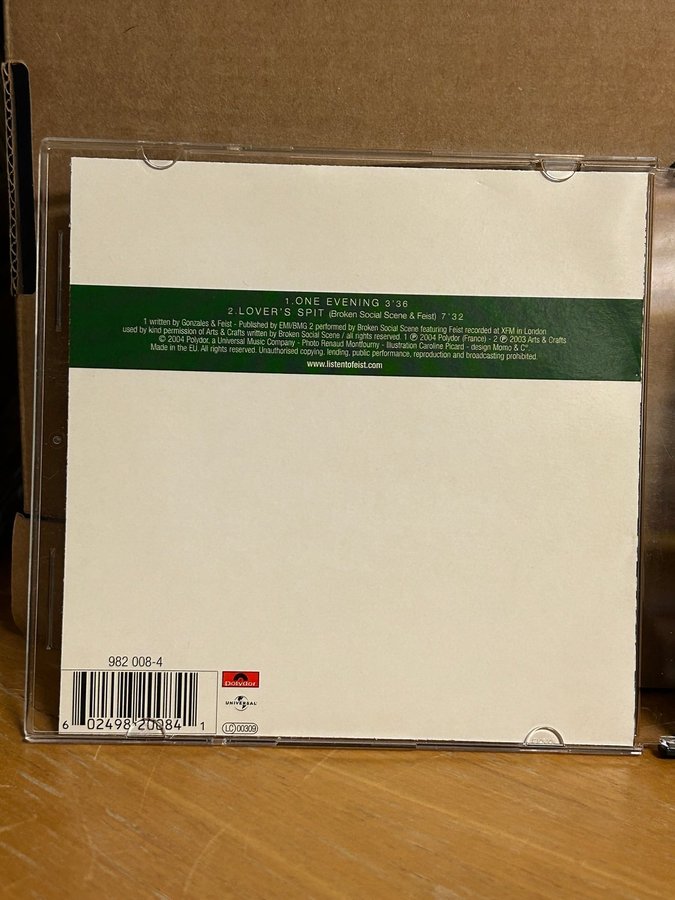 1.ONE EVENING 3'36
2.LOVER'S SPIT (Broken Social Scene & Feist) 7'32
1 written by Gonzales & Feist - Published by EMI/BMG 2 performed by Broken Social Scene featuring Feist recorded at XFM in London
used by kind permission of Arts & Crafts written by Broken Social Scene / all rights reserved. 1 ℗ 2004 Polydor (France) - 2 ℗ 2003 Arts & Crafts
© 2004 Polydor, a Universal Music Company - Photo Renaud Montfourny - Illustration Caroline Picard - design Momo & C°.
Made in the EU. All rights reserved. Unauthorised copying, lending, public performance, reproduction and broadcasting prohibited.
www.listentofeist.com
982 008-4
6 02498 20084 1
Polydor
UNIVERSAL
LC 00309